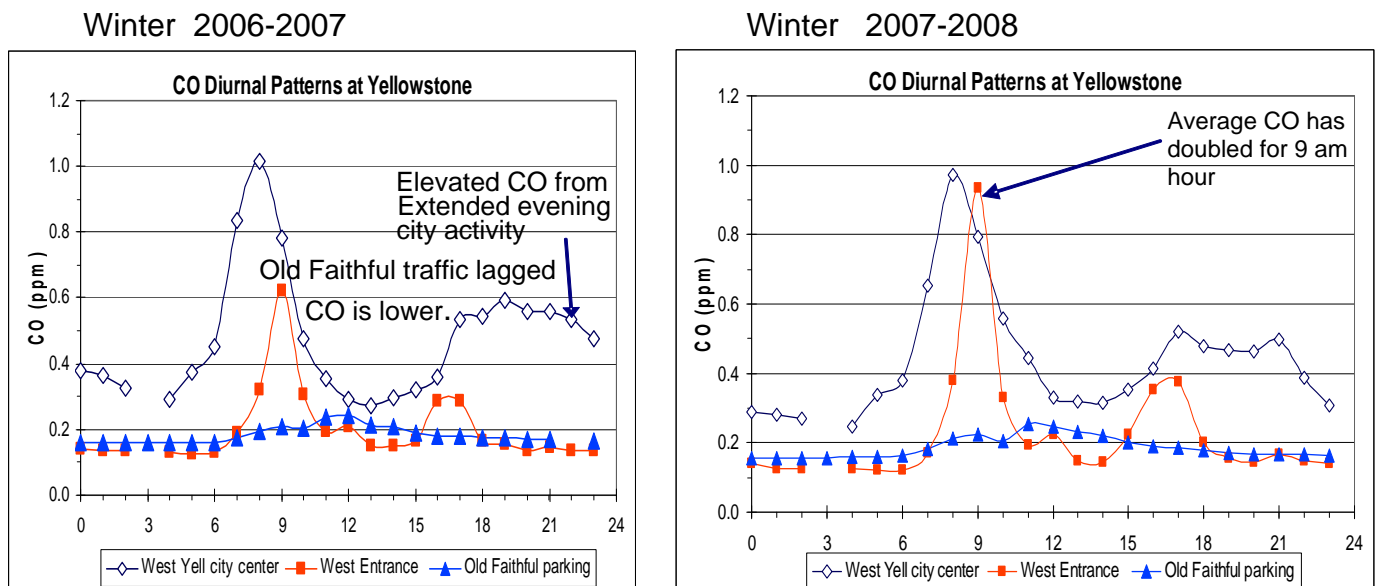 Winter 2006-2007
CO Diurnal Patterns at Yellowstone
CO (ppm)
1.2
1.0
0.8
0.6
0.4
0.2
0.0
Elevated CO from
Extended evening
city activity
Old Faithful traffic lagged
CO is lower.
0 3 6 9 12 15 18 21 24
West Yell city center West Entrance Old Faithful parking
Winter 2007-2008
CO Diurnal Patterns at Yellowstone
CO (ppm)
1.2
1.0
0.8
0.6
0.4
0.2
0.0
Average CO has
doubled for 9 am
hour
0 3 6 9 12 15 18 21 24
West Yell city center West Entrance Old Faithful parking